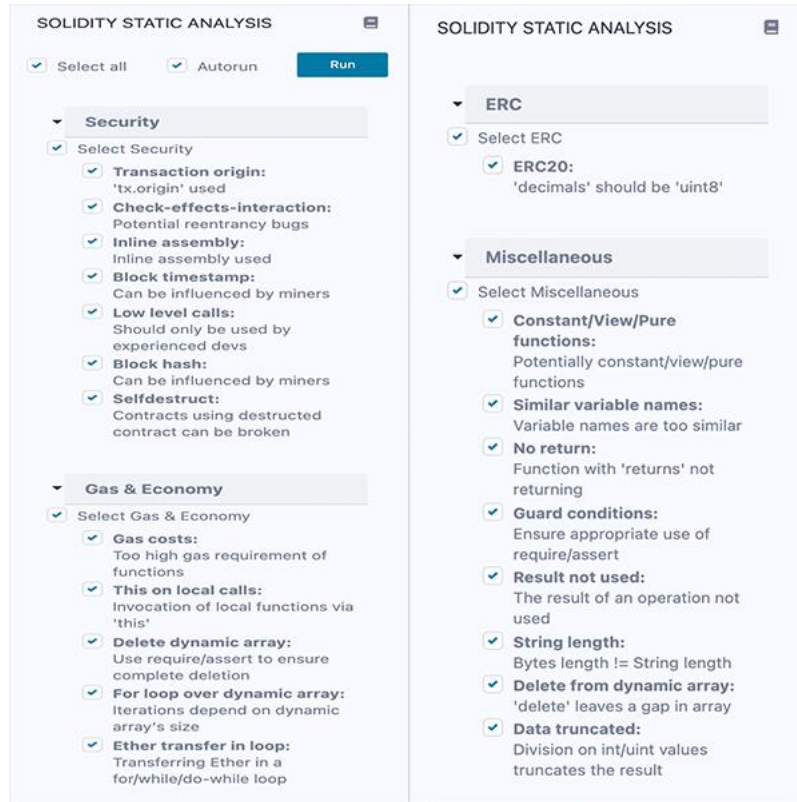 SOLIDITY STATIC ANALYSIS
Select all
Autorun
Run
Security
Select Security
Transaction origin:
'tx.origin' used
Check-effects-interaction:
Potential reentrancy bugs
Inline assembly:
Inline assembly used
Block timestamp:
Can be influenced by miners
Low level calls:
Should only be used by
experienced devs
Block hash:
Can be influenced by miners
Selfdestruct:
Contracts using destructed
contract can be broken
Gas & Economy
Select Gas & Economy
Gas costs:
Too high gas requirement of
functions
This on local calls:
Invocation of local functions via
'this'
Delete dynamic array:
Use require/assert to ensure
complete deletion
For loop over dynamic array:
Iterations depend on dynamic
array's size
Ether transfer in loop:
Transferring Ether in a
for/while/do-while loop
SOLIDITY STATIC ANALYSIS
ERC
Select ERC
ERC20:
'decimals' should be 'uint8'
Miscellaneous
Select Miscellaneous
Constant/View/Pure
functions:
Potentially constant/view/pure
functions
Similar variable names:
Variable names are too similar
No return:
Function with 'returns' not
returning
Guard conditions:
Ensure appropriate use of
require/assert
Result not used:
The result of an operation not
used
String length:
Bytes length != String length
Delete from dynamic array:
'delete' leaves a gap in array
Data truncated:
Division on int/uint values
truncates the result